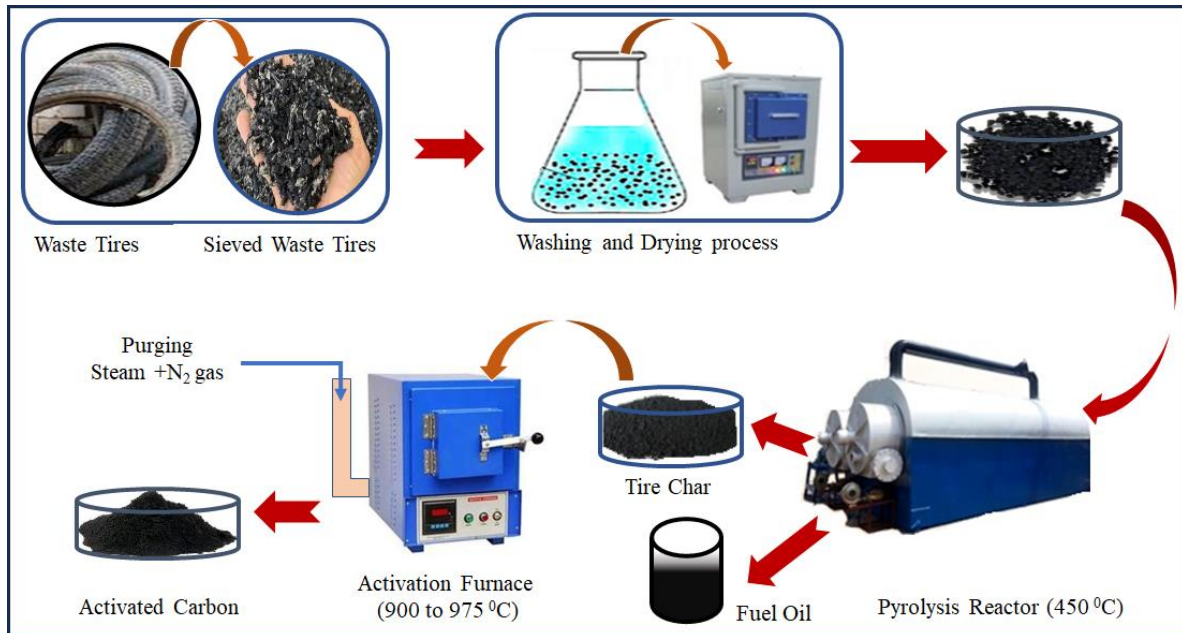 Waste Tires
Sieved Waste Tires
Washing and Drying process
Purging
Steam +N₂ gas
Tire Char
Activated Carbon
Activation Furnace
(900 to 975 ⁰C)
Fuel Oil
Pyrolysis Reactor (450 ⁰C)